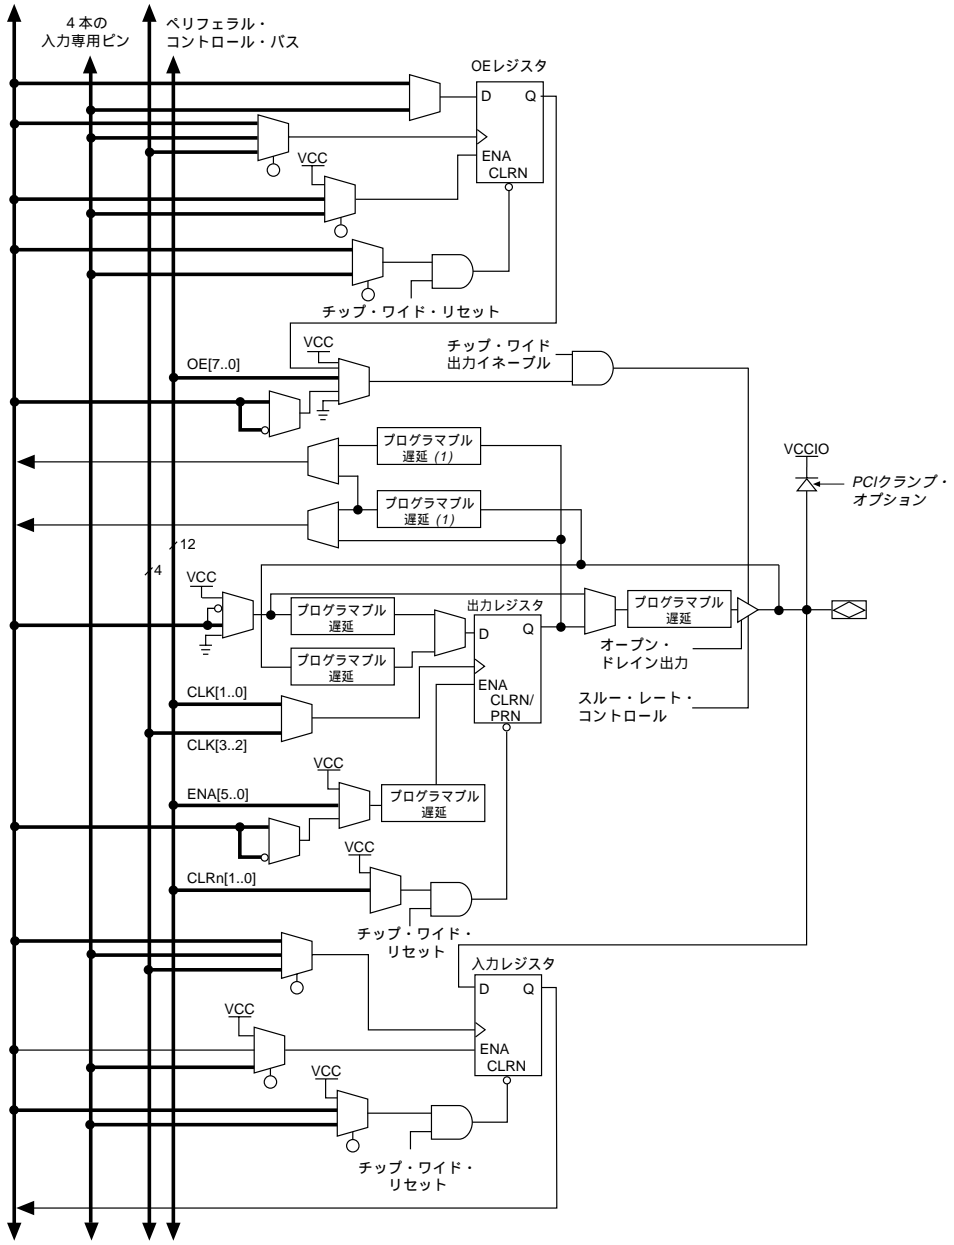 4本の
入力専用ピン
ペリフェラル・
コントロール・バス
OEレジスタ
D
Q
ENA
CLRN
VCC
チップ・ワイド・リセット
VCC
OE[7..0]
チップ・ワイド
出力イネーブル
プログラマブル
遅延 (1)
プログラマブル
遅延 (1)
VCCIO
PCIクランプ・
オプション
12
4
VCC
プログラマブル
遅延
プログラマブル
遅延
出力レジスタ
D
Q
ENA
CLRN/
PRN
プログラマブル
遅延
オープン・
ドレイン出力
スルー・レート・
コントロール
CLK[1..0]
CLK[3..2]
VCC
ENA[5..0]
プログラマブル
遅延
VCC
CLRn[1..0]
チップ・ワイド・
リセット
入力レジスタ
D
Q
ENA
CLRN
VCC
VCC
チップ・ワイド・
リセット